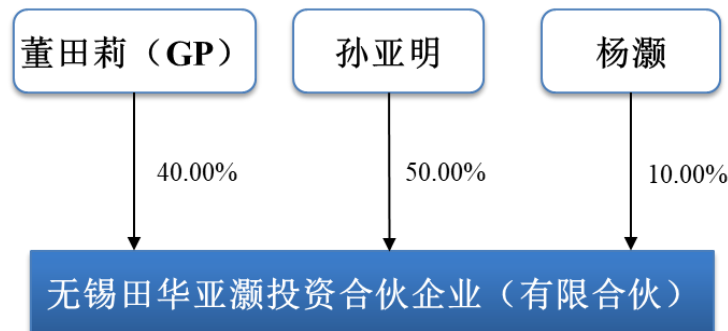 董田莉（GP）
孙亚明
杨灏
40.00%
50.00%
10.00%
无锡田华亚灏投资合伙企业（有限合伙）